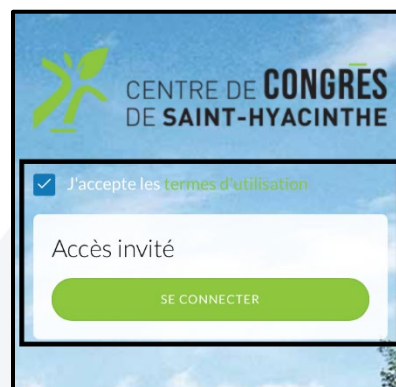 CENTRE DE CONGRÈS
DE SAINT-HYACINTHE
J'accepte les termes d'utilisation
Accès invité
SE CONNECTER